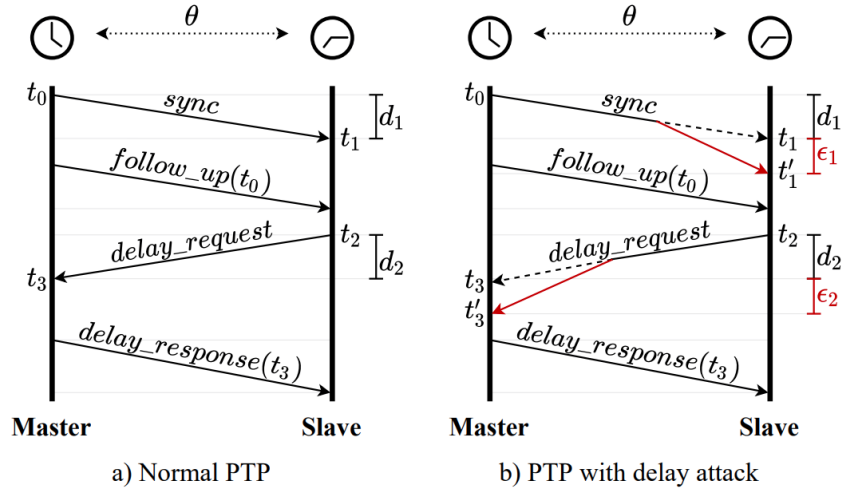 θ
t₀
sync
d₁
t₁
follow_up(t₀)
delay_request
t₂
d₂
t₃
delay_response(t₃)
Master
Slave
a) Normal PTP
θ
t₀
sync
d₁
t₁
ϵ₁
t′₁
follow_up(t₀)
delay_request
t₂
d₂
t₃
ϵ₂
t′₃
delay_response(t₃)
Master
Slave
b) PTP with delay attack